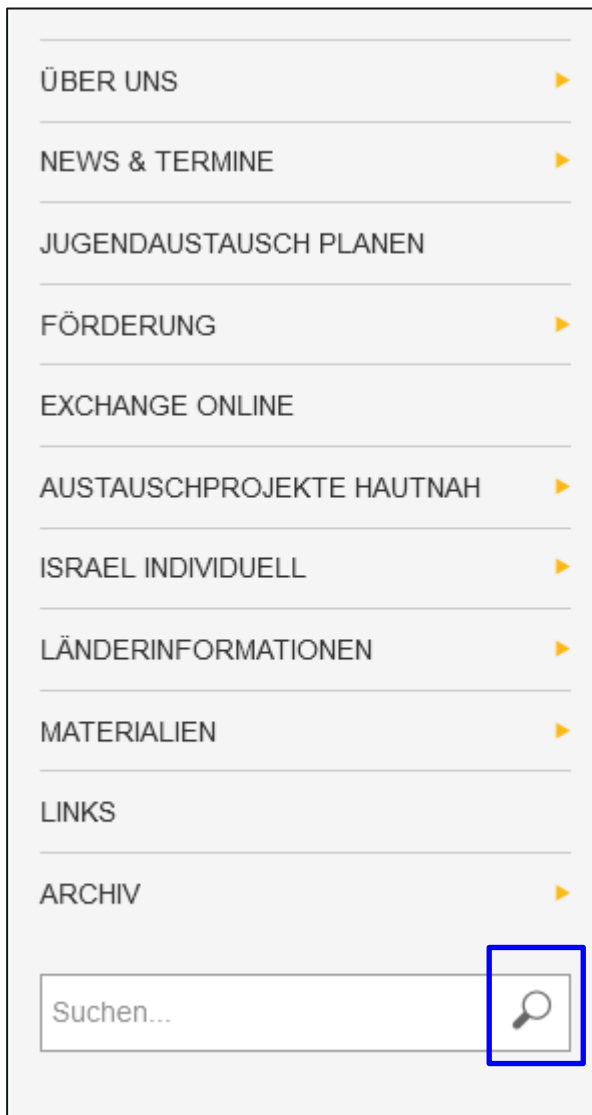 ÜBER UNS
NEWS & TERMINE
JUGENDAUSTAUSCH PLANEN
FÖRDERUNG
EXCHANGE ONLINE
AUSTAUSCHPROJEKTE HAUTNAH
ISRAEL INDIVIDUELL
LÄNDERINFORMATIONEN
MATERIALIEN
LINKS
ARCHIV
Suchen...